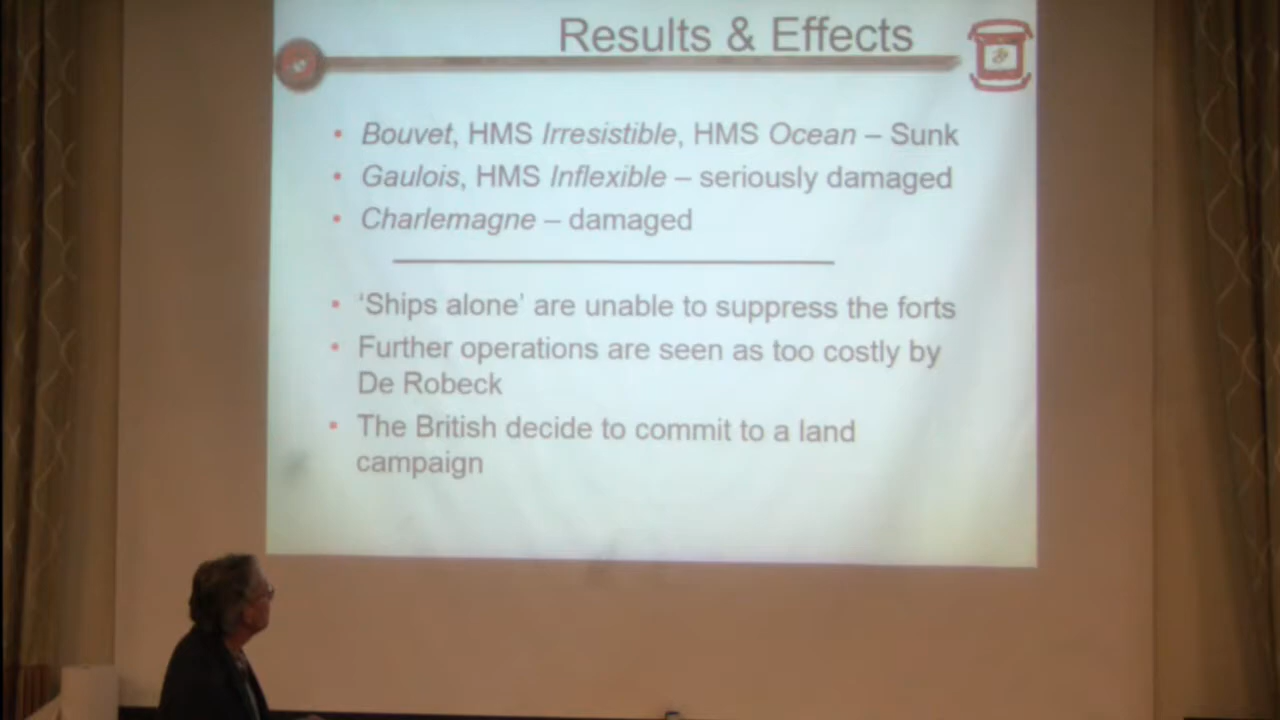 Results & Effects
• Bouvet, HMS Irresistible, HMS Ocean – Sunk
• Gaulois, HMS Inflexible – seriously damaged
• Charlemagne – damaged
• ‘Ships alone’ are unable to suppress the forts
• Further operations are seen as too costly by
De Robeck
• The British decide to commit to a land
campaign